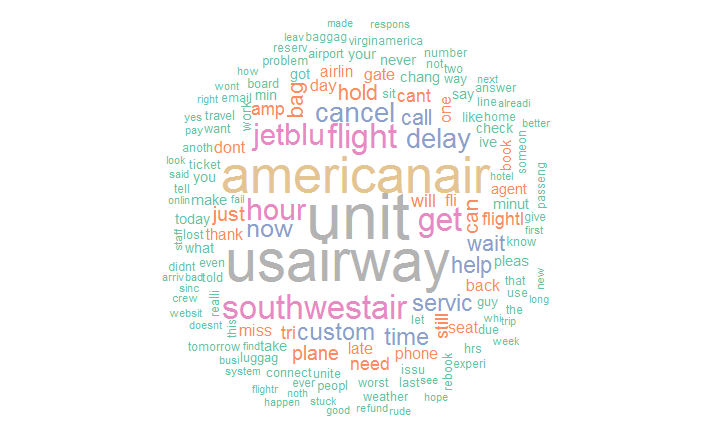 made respons
leav baggag virginamerica
reserv airport your never number
problem not two
how got airlin gate chang way next
wont board day hold cant sit say answer
right email min bag line alreadi
yes travel work amp cancel call one like home better
pay want jetblu flight delay check someon
anoth dont ive book
look ticket americanair hotel passeng
said you will fli agent minut
tell make hour unit get can give
onlin fail just flightl first
today now wait know
staff lost thank usairway help pleas
what
didnt even back that new
arriv bad told southwestair servic guy use long
sinc realli
crew let still seat whi the trip
websit this miss tri custom time due
doesnt week
tomorrow find take plane late phone hrs
busi luggag need issu rebook experi
system connect unite
flightr ever peopl worst last see
noth weather hope
happen stuck good refund rude